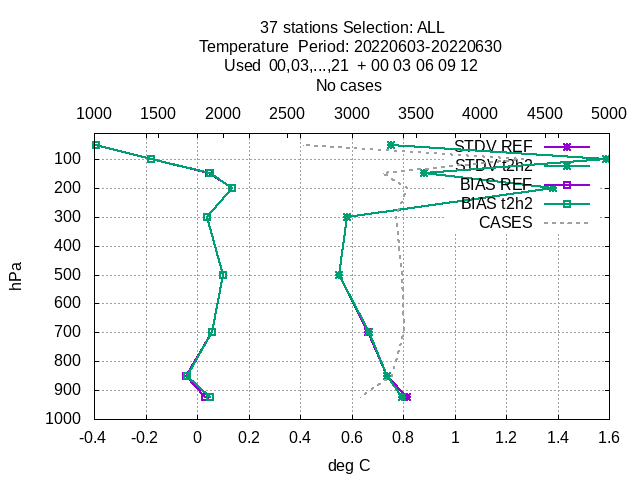 37 stations Selection: ALL
Temperature Period: 20220603-20220630
Used 00,03,...,21 + 00 03 06 09 12
No cases
1000 1500 2000 2500 3000 3500 4000 4500 5000
STDV REF
100
STDV t2h2
BIAS REF
200
BIAS t2h2
300
CASES
400
500
600
700
800
900
1000
hPa
-0.4 -0.2 0 0.2 0.4 0.6 0.8 1 1.2 1.4 1.6
deg C